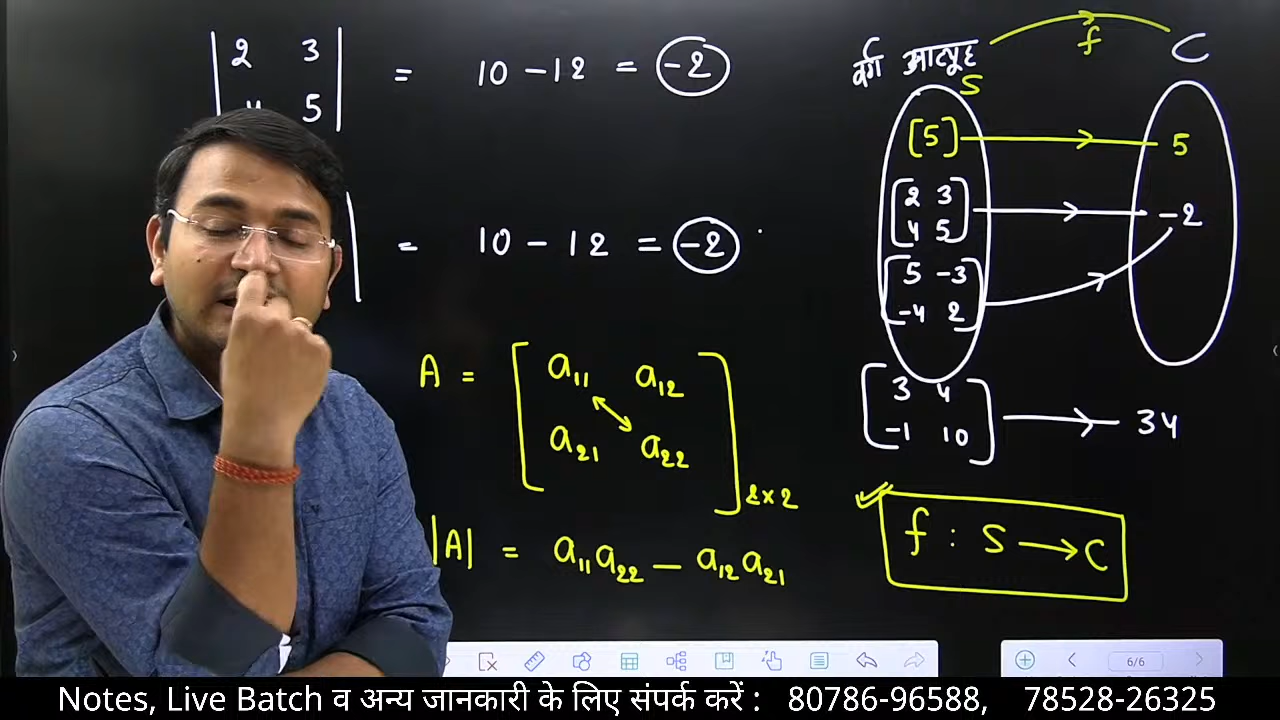 2 3
5
= 10 - 12 = -2
= 10 - 12 = -2
A = [ a₁₁ a₁₂
a₂₁ a₂₂ ]₂ₓ₂
|A| = a₁₁a₂₂ - a₁₂a₂₁
वर्ग आव्यूह f C
S
[5] 5
[ 2 3
4 5 ] -2
[ 5 -3
-4 2 ]
[ 3 4
-1 10 ] 34
✓ f : S → C
6/6
Notes, Live Batch व अन्य जानकारी के लिए संपर्क करें : 80786-96588, 78528-26325